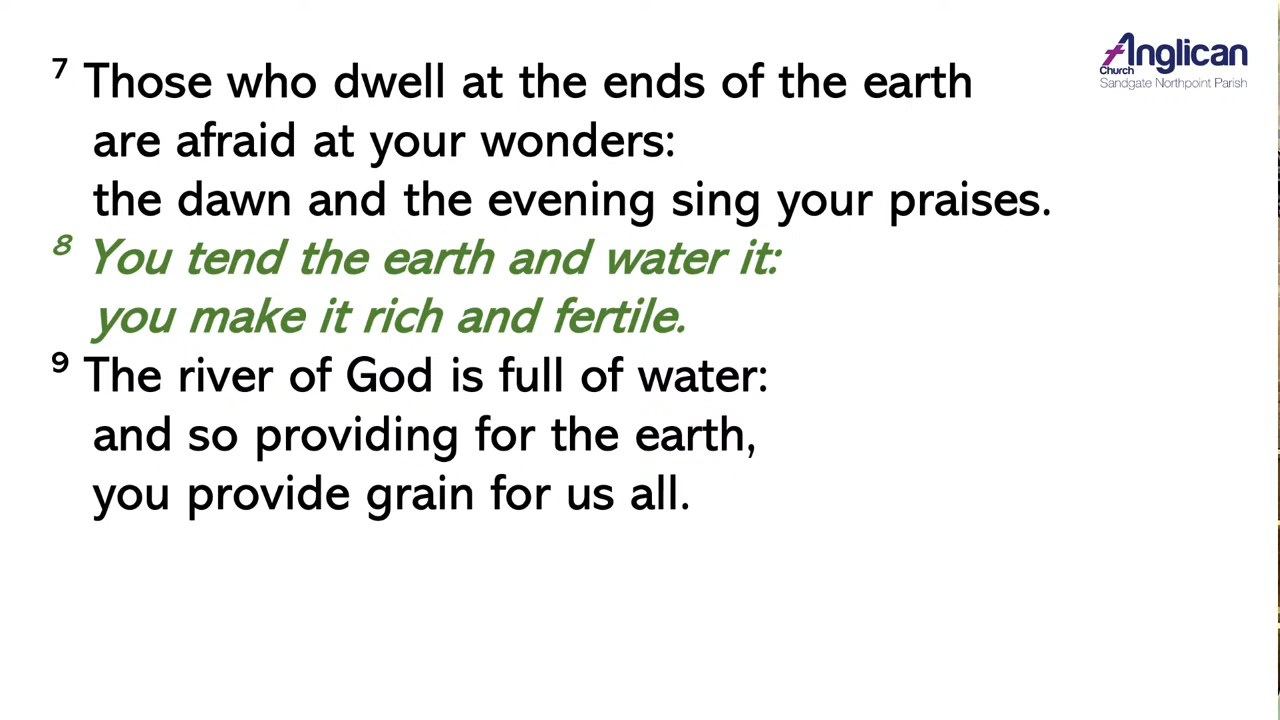 Anglican
Church
Sandgate Northpoint Parish
7 Those who dwell at the ends of the earth
are afraid at your wonders:
the dawn and the evening sing your praises.
8 You tend the earth and water it:
you make it rich and fertile.
9 The river of God is full of water:
and so providing for the earth,
you provide grain for us all.